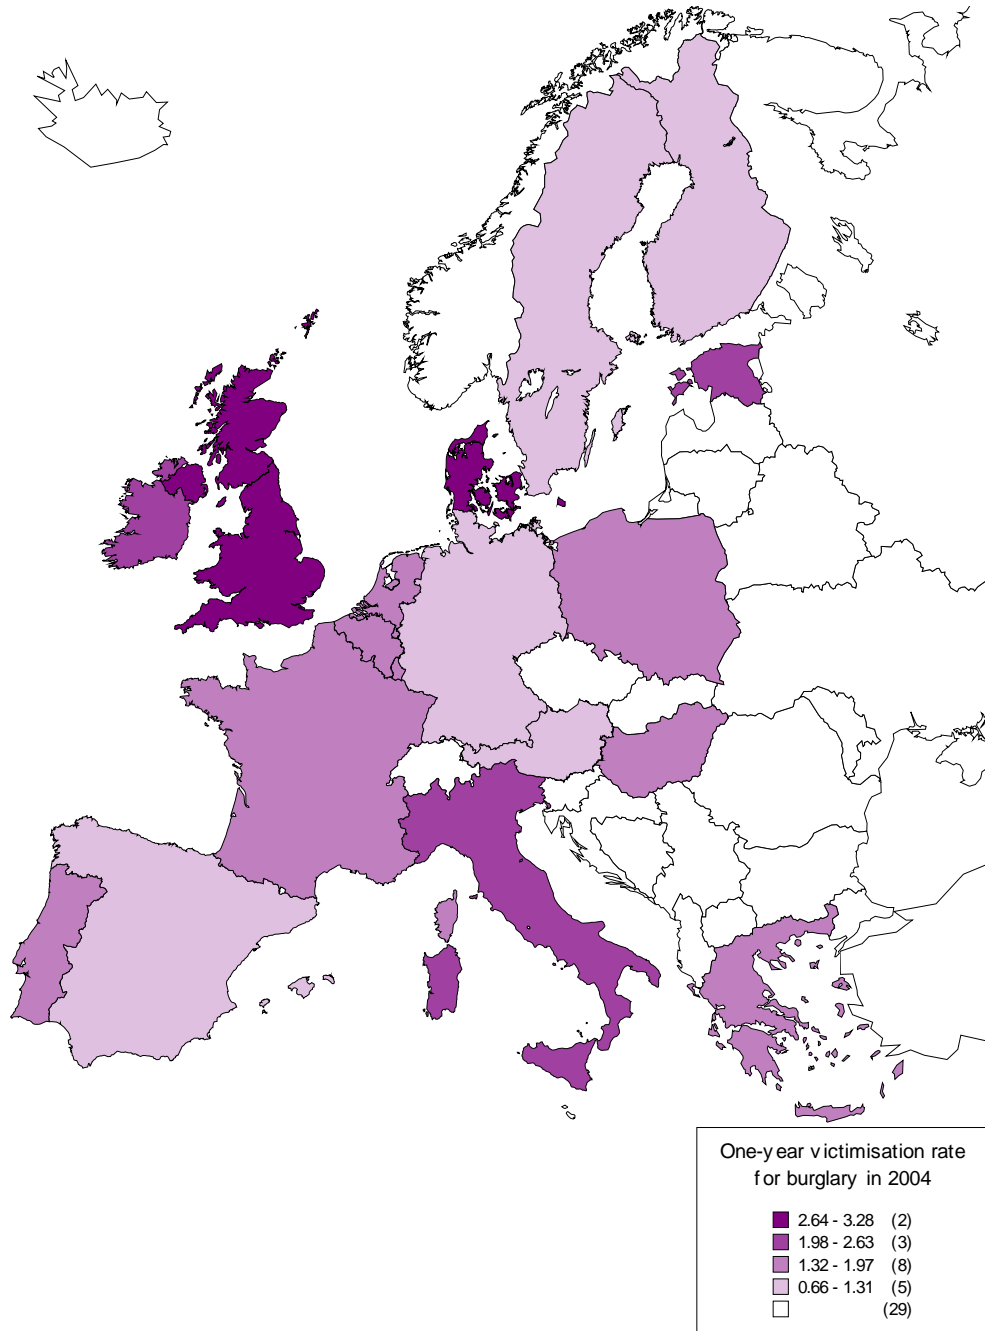 One-year victimisation rate
for burglary in 2004
2.64 - 3.28 (2)
1.98 - 2.63 (3)
1.32 - 1.97 (8)
0.66 - 1.31 (5)
(29)